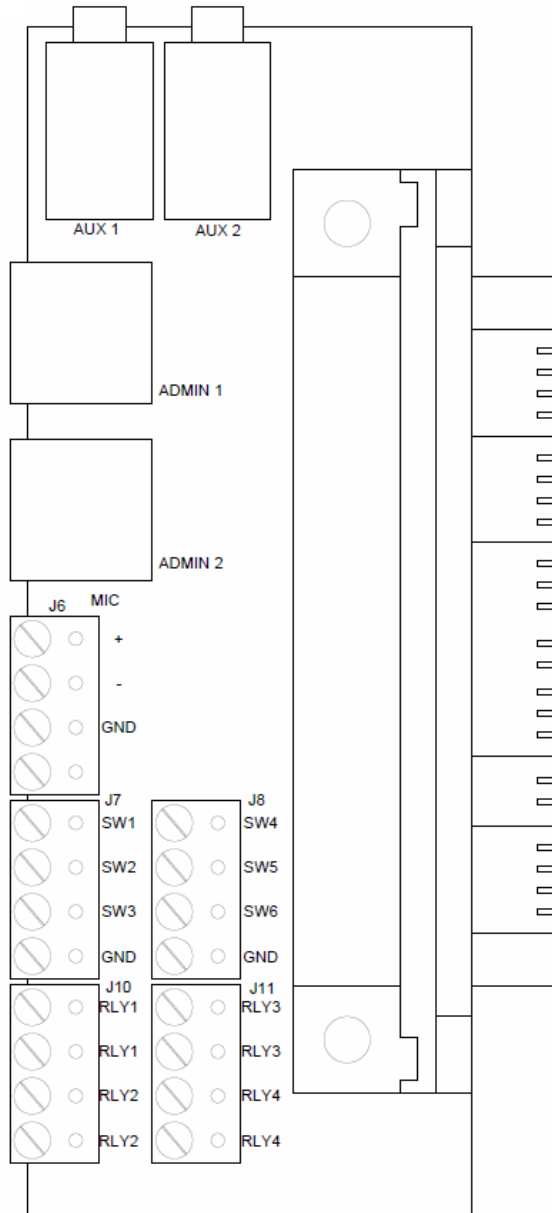 AUX 1 AUX 2
ADMIN 1
ADMIN 2
J6 MIC
+
-
GND
J7 J8
SW1 SW4
SW2 SW5
SW3 SW6
GND GND
J10 J11
RLY1 RLY3
RLY1 RLY3
RLY2 RLY4
RLY2 RLY4